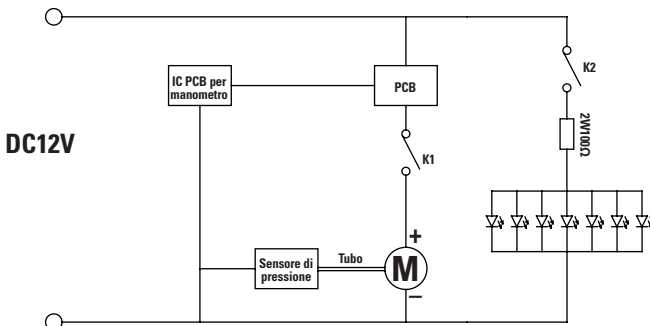 IC PCB per
manometro
PCB
K2
DC12V
2W100Ω
K1
+
Sensore di
pressione
Tubo
M
−